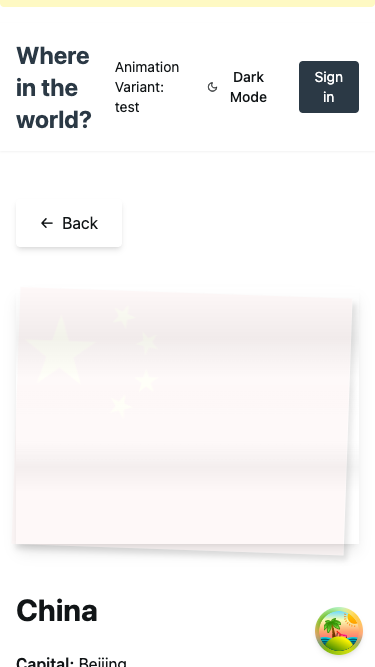 Where
in the
world?
Animation
Variant:
test
Dark
Mode
Sign
in
← Back
China
Capital: Beijing